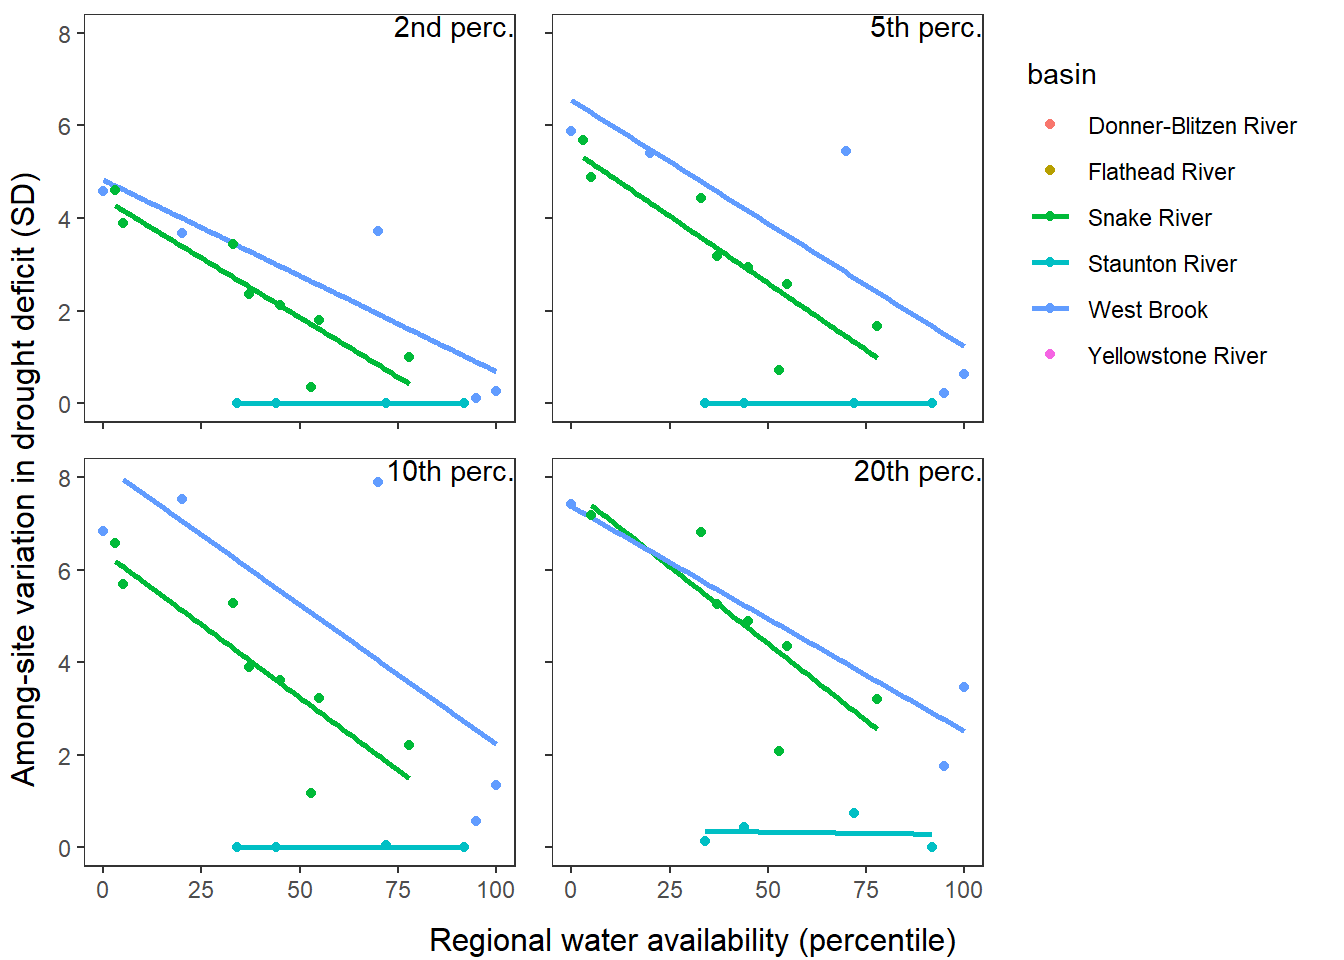 2nd perc.
5th perc.
8
6
4
2
0
10th perc.
20th perc.
8
6
4
2
0
0 25 50 75 100
0 25 50 75 100
Regional water availability (percentile)
Among-site variation in drought deficit (SD)
basin
Donner-Blitzen River
Flathead River
Snake River
Staunton River
West Brook
Yellowstone River